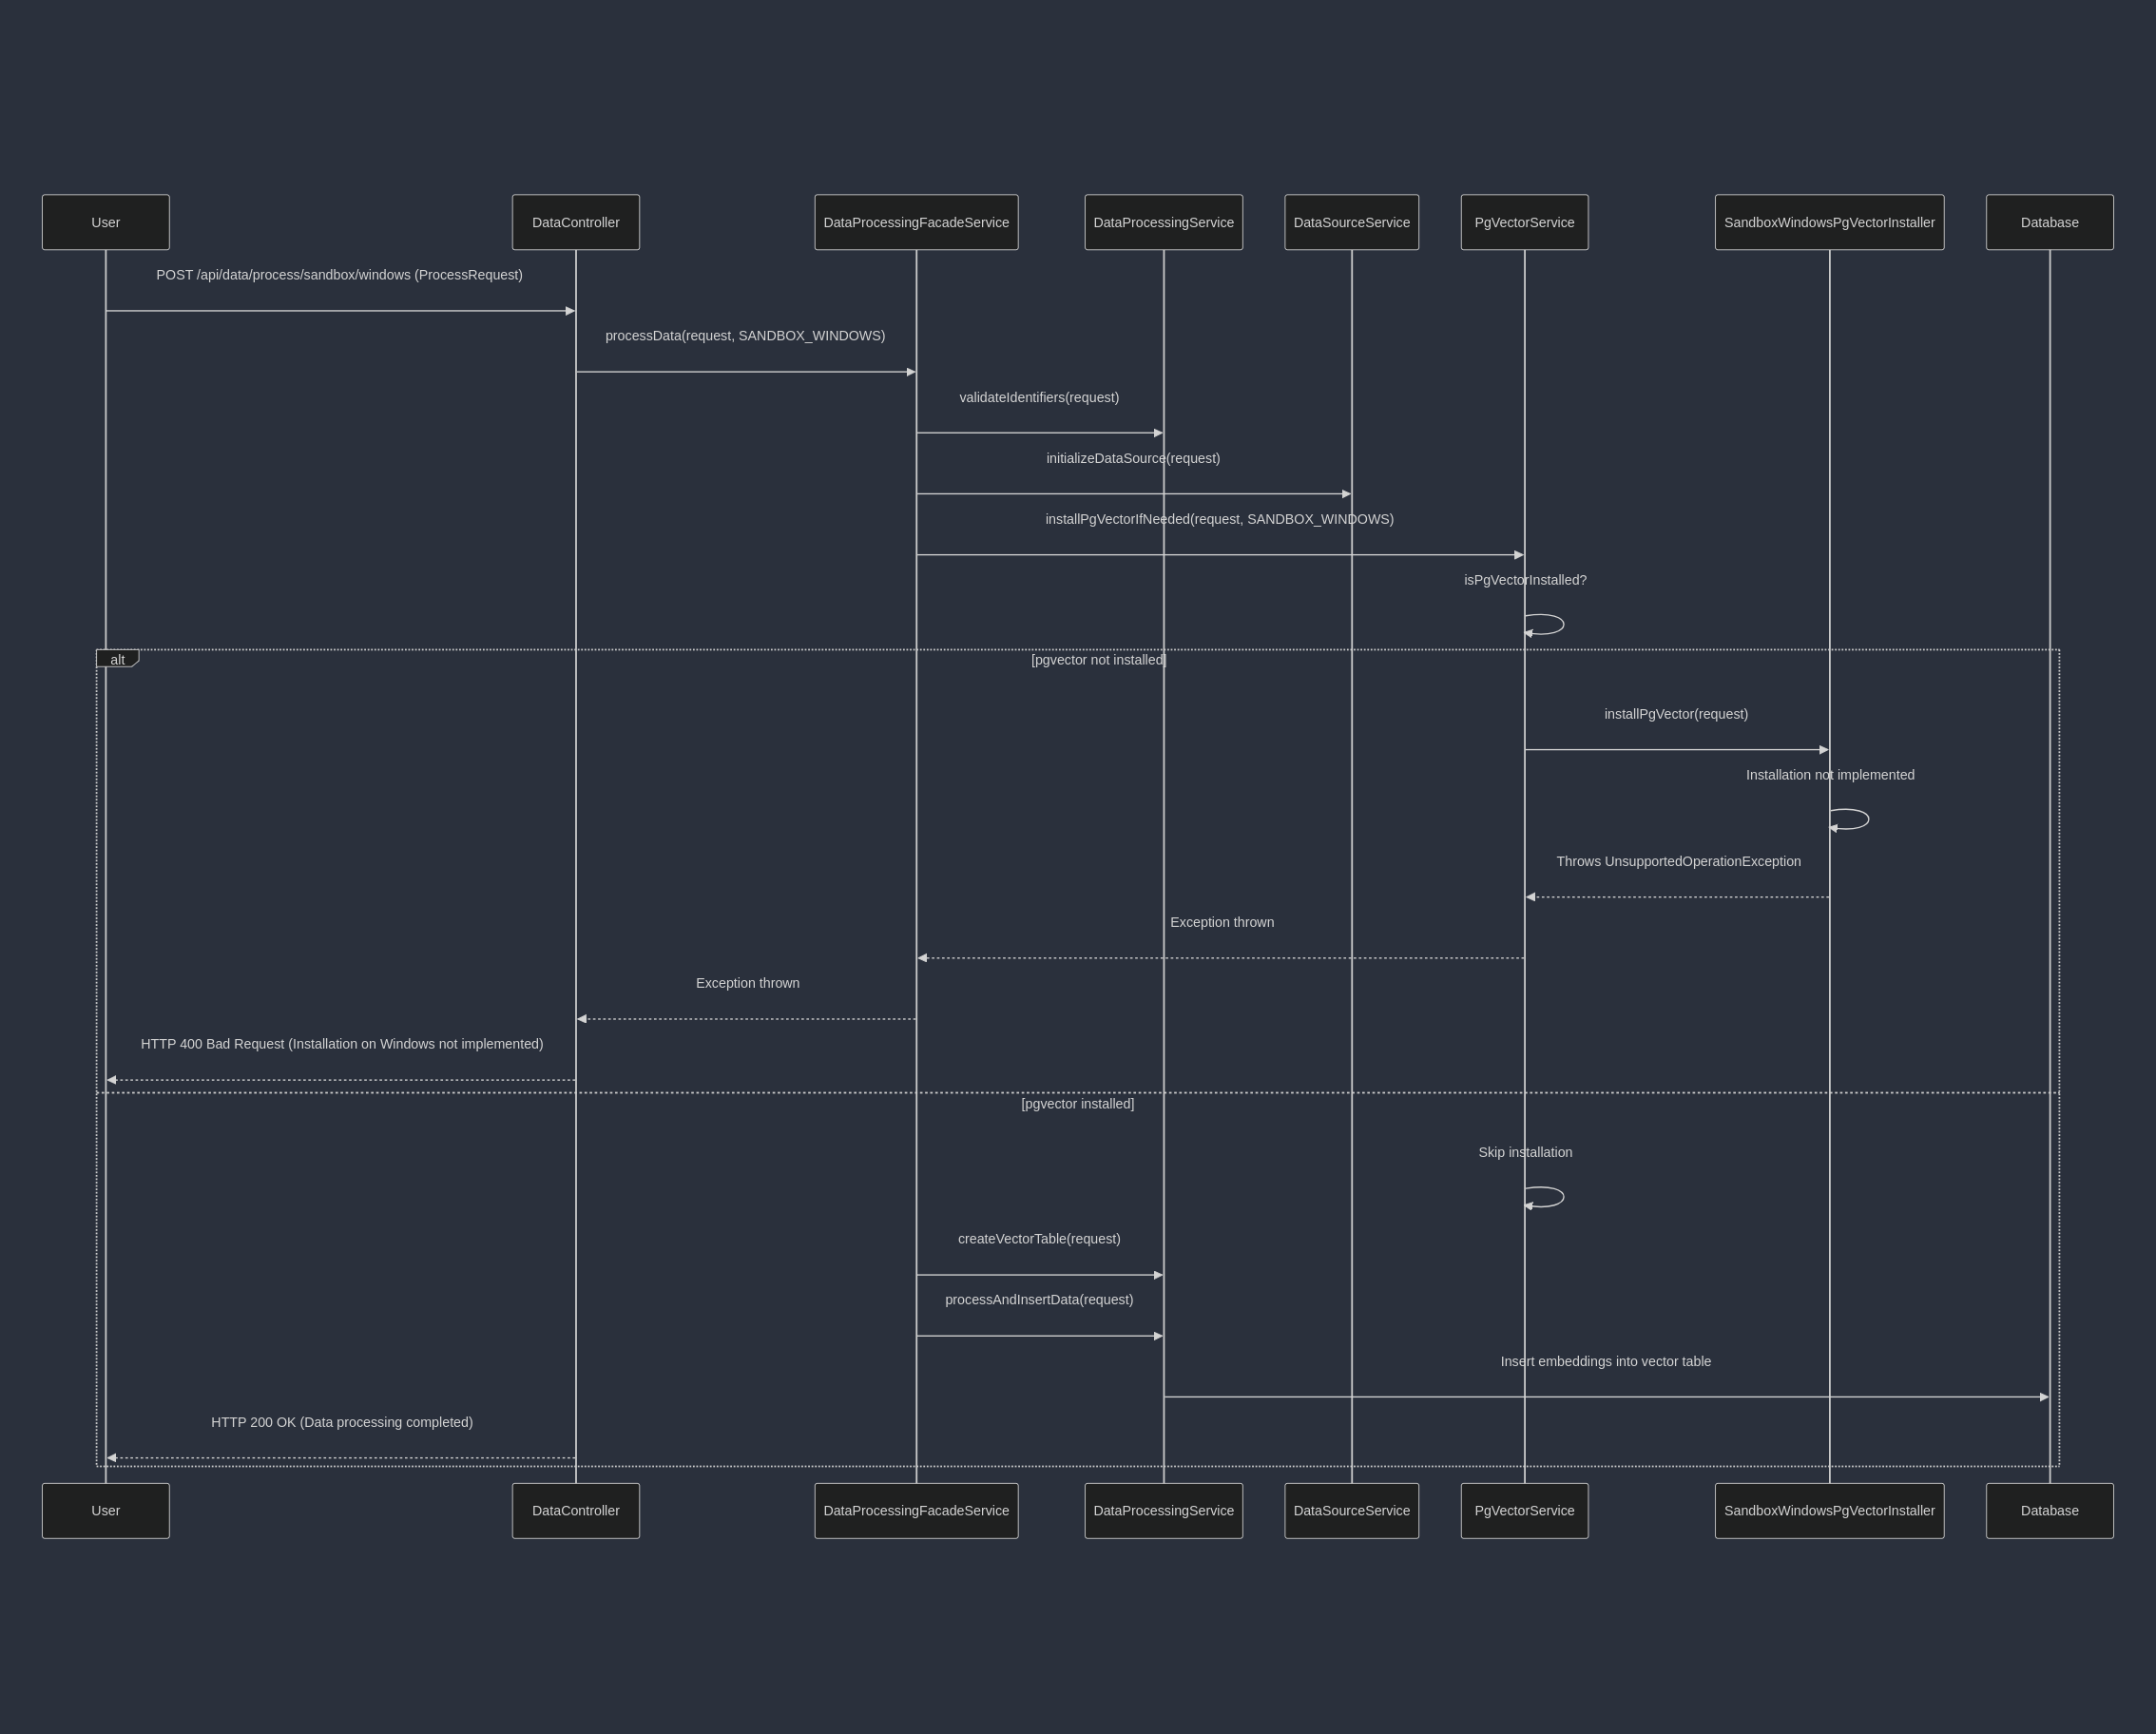 User
DataController
DataProcessingFacadeService
DataProcessingService
DataSourceService
PgVectorService
SandboxWindowsPgVectorInstaller
Database
POST /api/data/process/sandbox/windows (ProcessRequest)
processData(request, SANDBOX_WINDOWS)
validateIdentifiers(request)
initializeDataSource(request)
installPgVectorIfNeeded(request, SANDBOX_WINDOWS)
isPgVectorInstalled?
alt
[pgvector not installed]
installPgVector(request)
Installation not implemented
Throws UnsupportedOperationException
Exception thrown
Exception thrown
HTTP 400 Bad Request (Installation on Windows not implemented)
[pgvector installed]
Skip installation
createVectorTable(request)
processAndInsertData(request)
Insert embeddings into vector table
HTTP 200 OK (Data processing completed)
User
DataController
DataProcessingFacadeService
DataProcessingService
DataSourceService
PgVectorService
SandboxWindowsPgVectorInstaller
Database